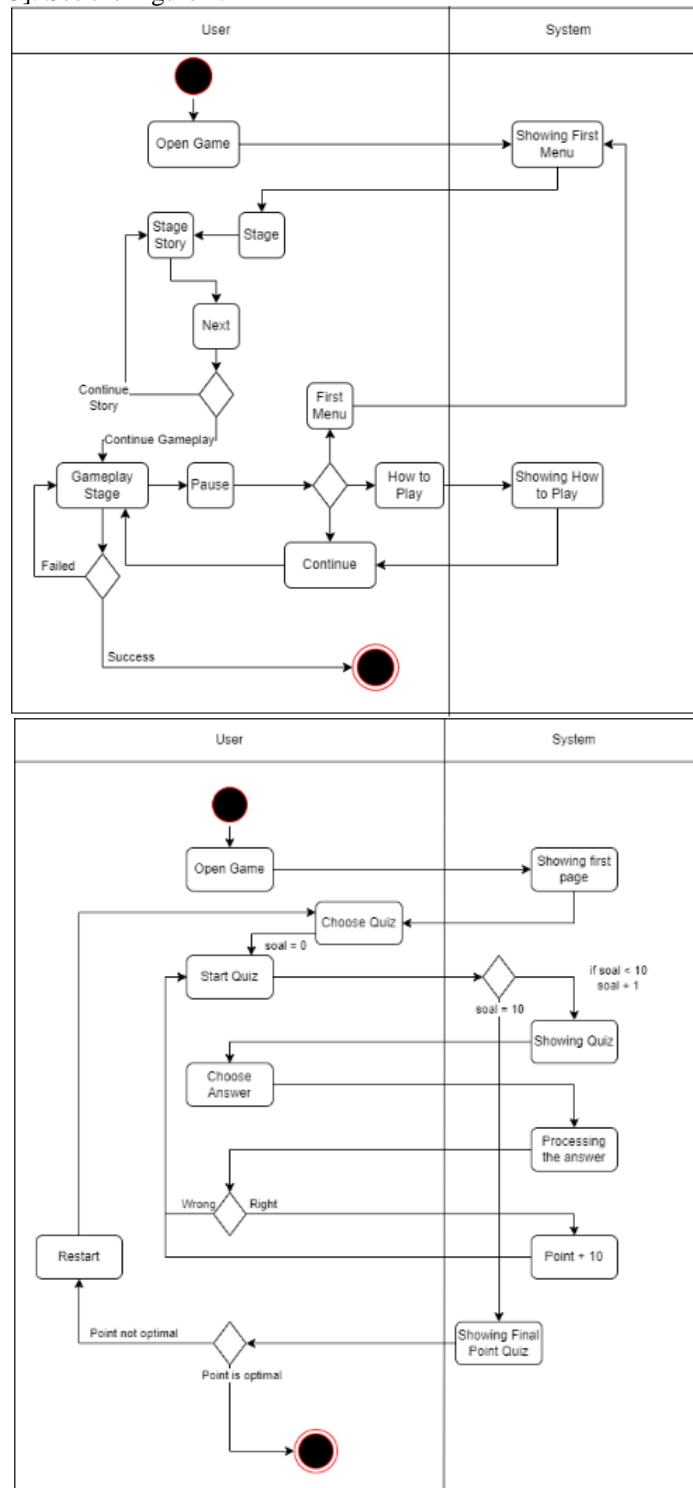 See the Figure
User
System
Open Game
Showing First
Menu
Stage
Story
Stage
Next
Continue
Story
First
Menu
Continue Gameplay
Gameplay
Stage
Pause
How to
Play
Showing How
to Play
Failed
Continue
Success
User
System
Open Game
Showing first
page
Choose Quiz
soal = 0
Start Quiz
if soal < 10
soal + 1
soal = 10
Showing Quiz
Choose
Answer
Processing
the answer
Wrong
Right
Restart
Point + 10
Point not optimal
Showing Final
Point Quiz
Point is optimal